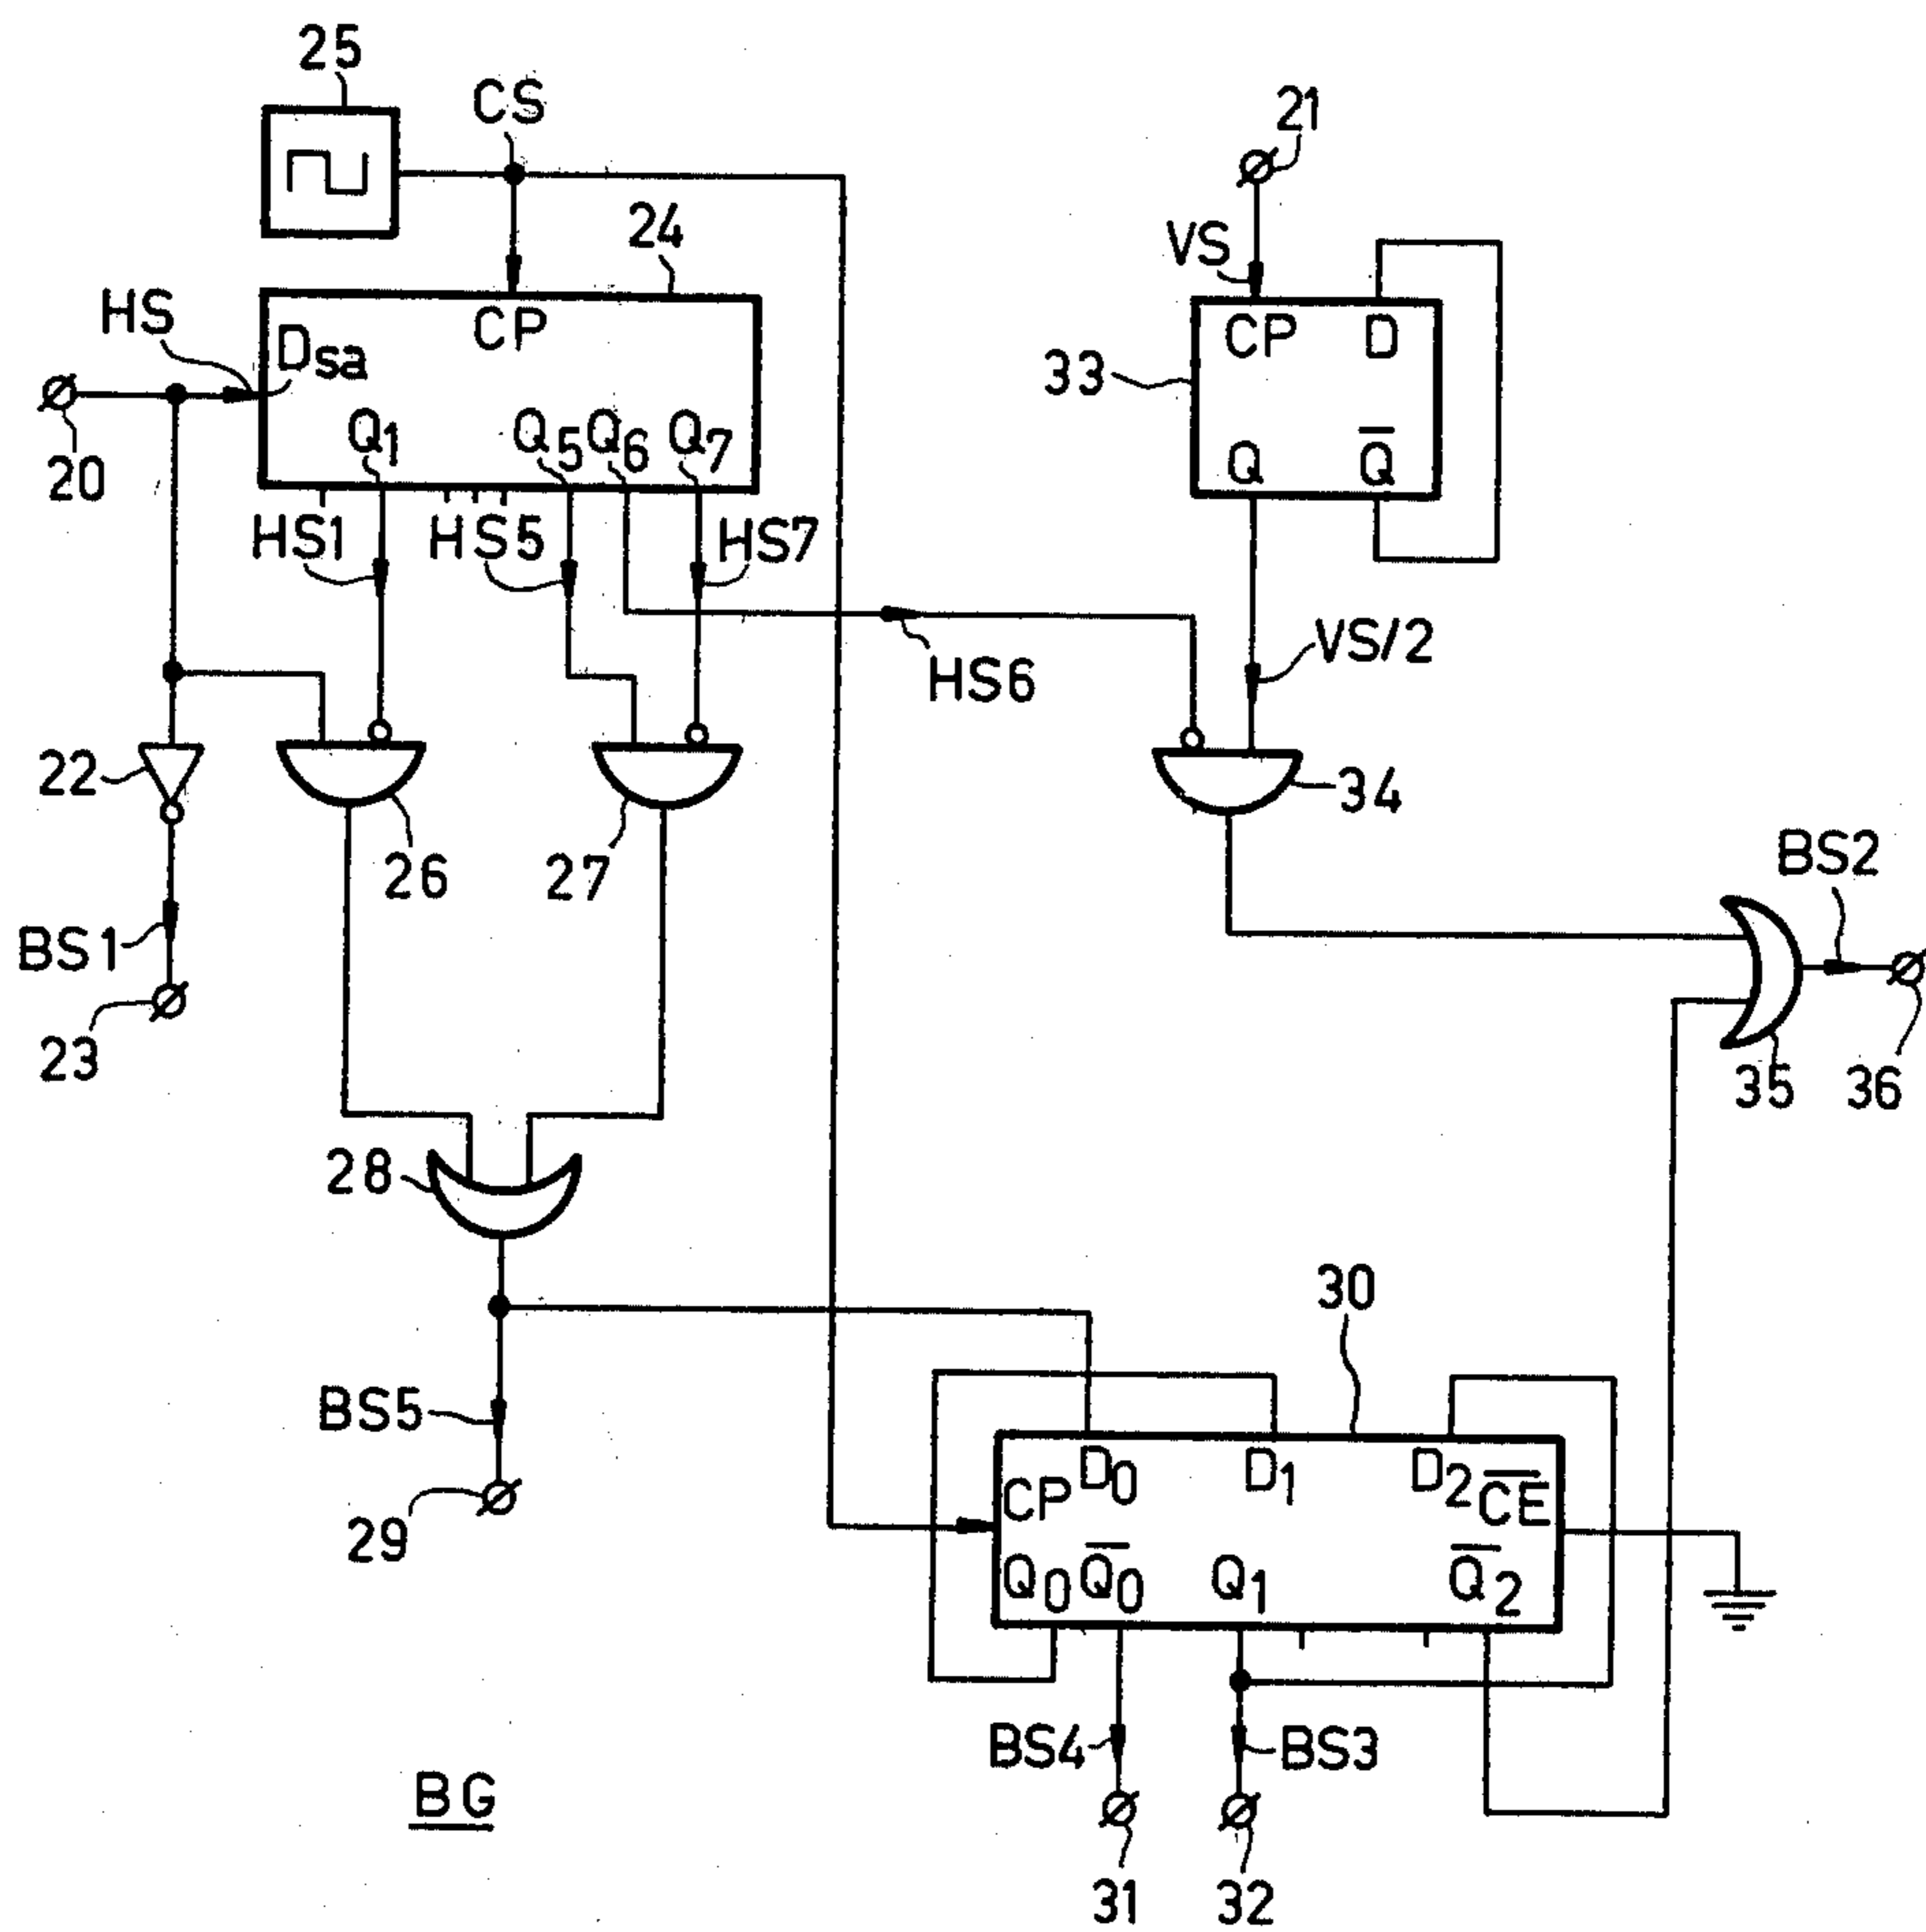 25
CS
21
24
VS
HS
Dsa
CP
CP
D
33
20
Q1
Q5
Q6
Q7
Q
Q̅
HS1
HS5
HS7
VS/2
HS6
22
34
26
27
BS2
BS1
23
35
36
28
30
BS5
D0
D1
D2
C̅E̅
CP
29
Q0
Q̅0
Q1
Q̅2
BS4
BS3
BG
31
32